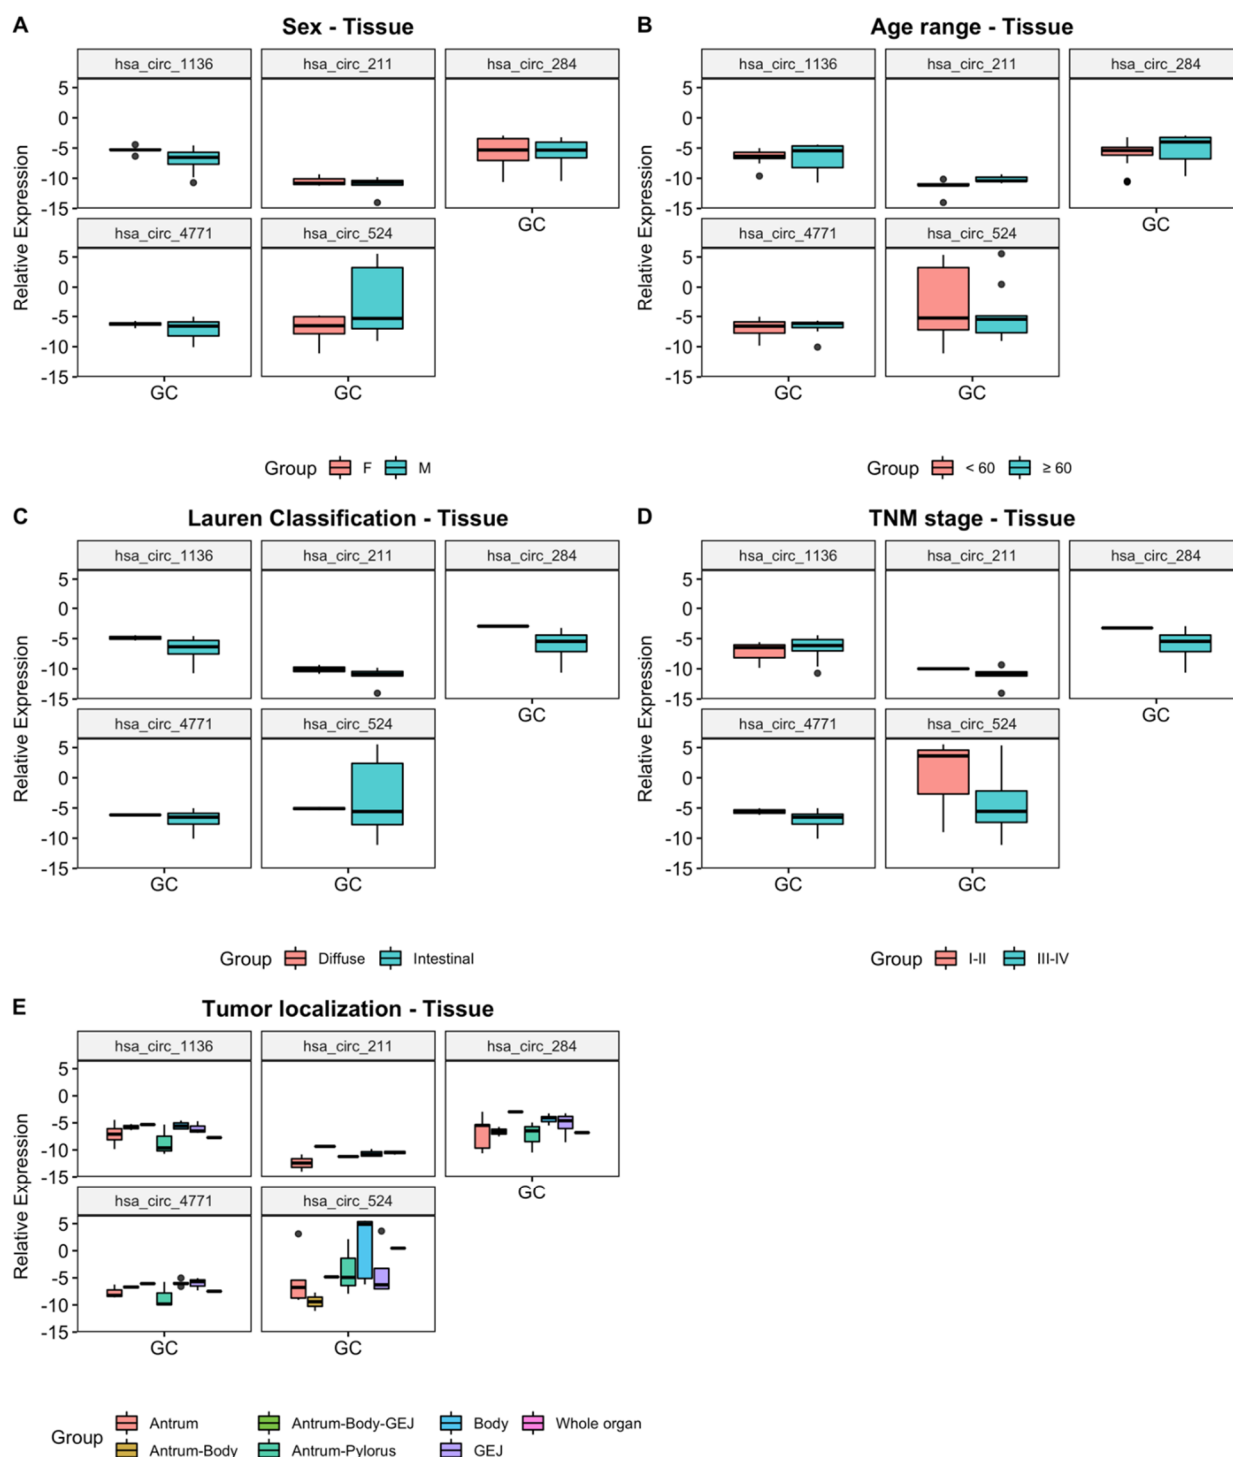 A
Sex - Tissue
hsa_circ_1136
hsa_circ_211
hsa_circ_284
5
0
-5
-10
-15
GC
hsa_circ_4771
hsa_circ_524
5
0
-5
-10
-15
GC
GC
Relative Expression
Group F M
B
Age range - Tissue
hsa_circ_1136
hsa_circ_211
hsa_circ_284
5
0
-5
-10
-15
GC
hsa_circ_4771
hsa_circ_524
5
0
-5
-10
-15
GC
GC
Relative Expression
Group < 60 ≥ 60
C
Lauren Classification - Tissue
hsa_circ_1136
hsa_circ_211
hsa_circ_284
5
0
-5
-10
-15
GC
hsa_circ_4771
hsa_circ_524
5
0
-5
-10
-15
GC
GC
Relative Expression
Group Diffuse Intestinal
D
TNM stage - Tissue
hsa_circ_1136
hsa_circ_211
hsa_circ_284
5
0
-5
-10
-15
GC
hsa_circ_4771
hsa_circ_524
5
0
-5
-10
-15
GC
GC
Relative Expression
Group I-II III-IV
E
Tumor localization - Tissue
hsa_circ_1136
hsa_circ_211
hsa_circ_284
5
0
-5
-10
-15
GC
hsa_circ_4771
hsa_circ_524
5
0
-5
-10
-15
GC
GC
Relative Expression
Group
Antrum Antrum-Body-GEJ Body Whole organ
Antrum-Body Antrum-Pylorus GEJ